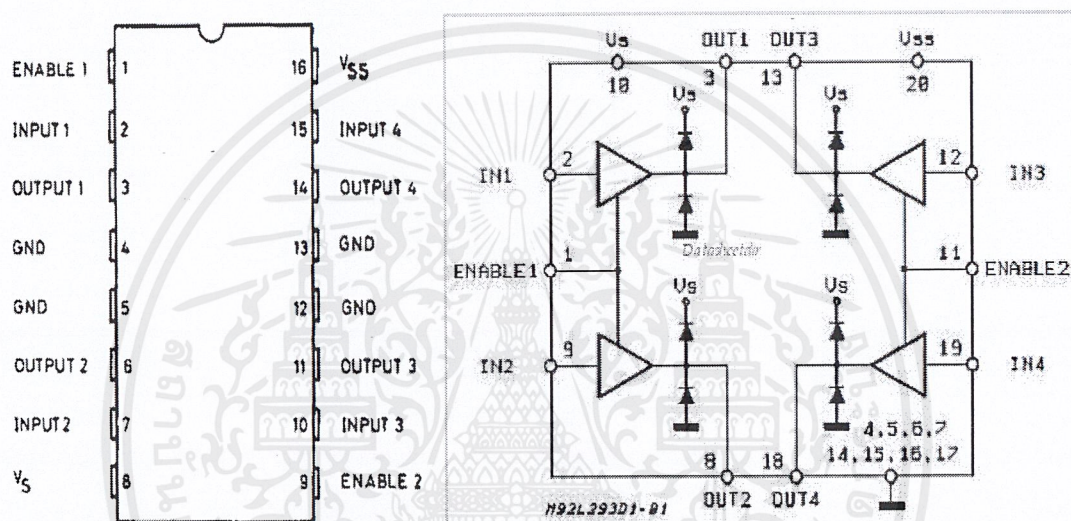 ENABLE 1 1 16 VSS
INPUT 1 2 15 INPUT 4
OUTPUT 1 3 14 OUTPUT 4
GND 4 13 GND
GND 5 12 GND
OUTPUT 2 6 11 OUTPUT 3
INPUT 2 7 10 INPUT 3
VS 8 9 ENABLE 2
Us OUT1 OUT3 Uss
10 3 13 20
Vs Vs
IN1 2 12 IN3
Datasheetdir
ENABLE1 1 11 ENABLE2
Vs Vs
IN2 9 19 IN4
4,5,6,7
8 18 14,15,16,17
OUT2 OUT4
M92L293D1-01